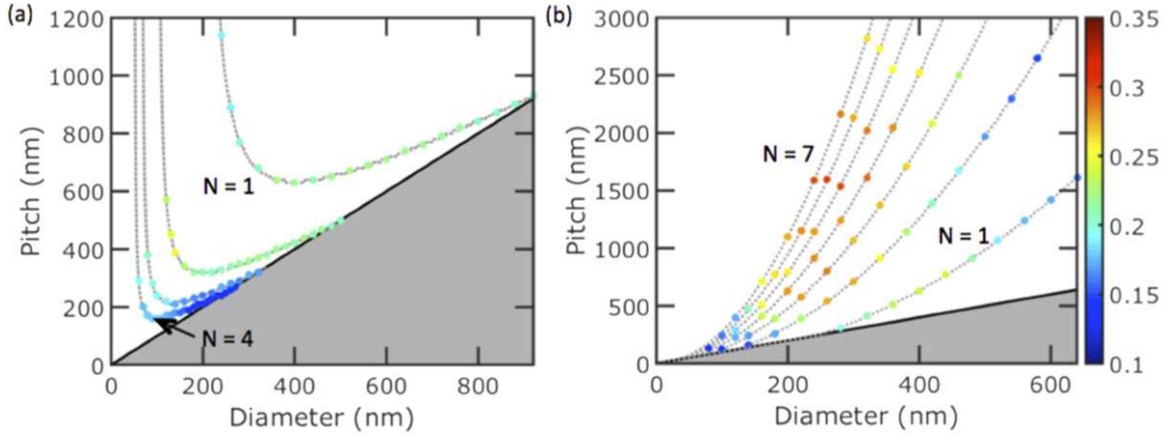 (a)
1200
1000
800
600
400
200
0
Pitch (nm)
N = 1
N = 4
0 200 400 600 800
Diameter (nm)
(b)
3000
2500
2000
1500
1000
500
0
Pitch (nm)
N = 7
N = 1
0 200 400 600
Diameter (nm)
0.35
0.3
0.25
0.2
0.15
0.1